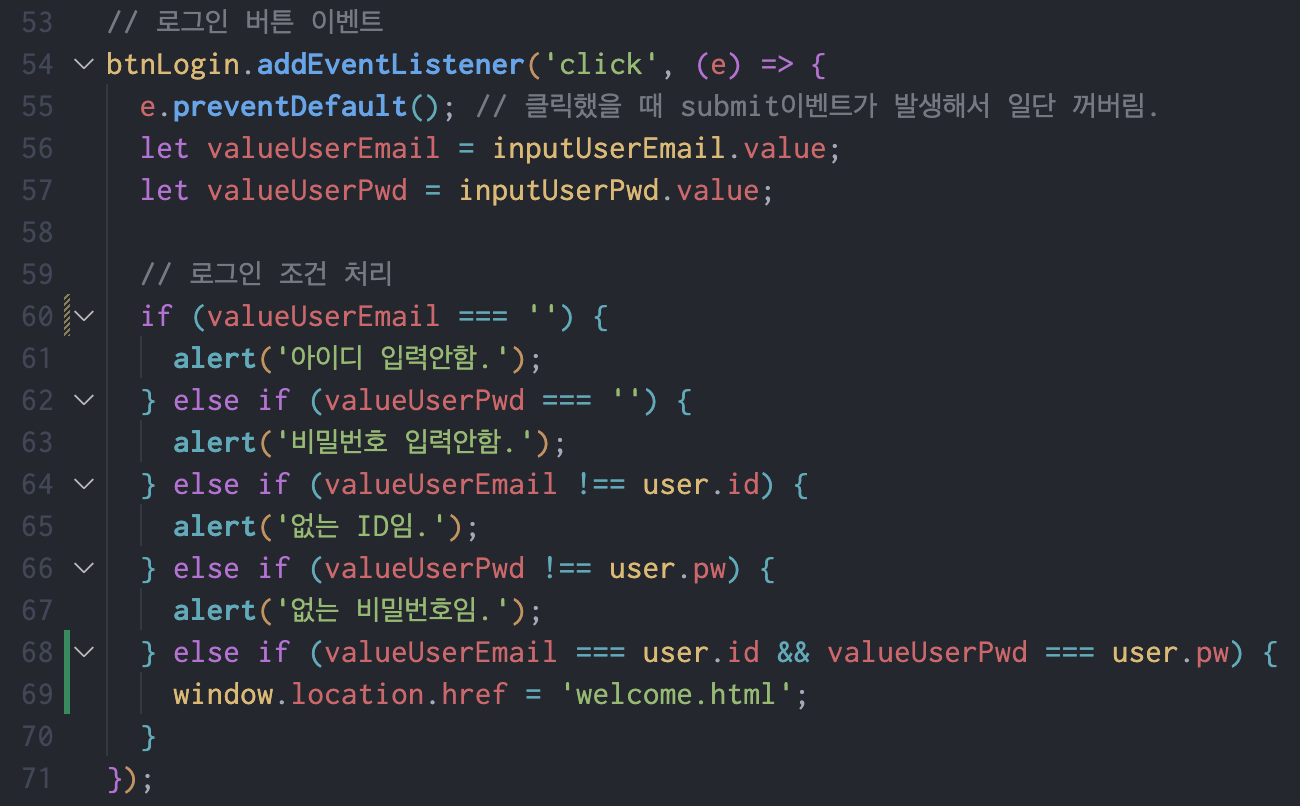 53 // 로그인 버튼 이벤트
54 btnLogin.addEventListener('click', (e) => {
55 e.preventDefault(); // 클릭했을 때 submit이벤트가 발생해서 일단 꺼버림.
56 let valueUserEmail = inputUserEmail.value;
57 let valueUserPwd = inputUserPwd.value;
58
59 // 로그인 조건 처리
60 if (valueUserEmail === '') {
61 alert('아이디 입력안함.');
62 } else if (valueUserPwd === '') {
63 alert('비밀번호 입력안함.');
64 } else if (valueUserEmail !== user.id) {
65 alert('없는 ID임.');
66 } else if (valueUserPwd !== user.pw) {
67 alert('없는 비밀번호임.');
68 } else if (valueUserEmail === user.id && valueUserPwd === user.pw) {
69 window.location.href = 'welcome.html';
70 }
71 });